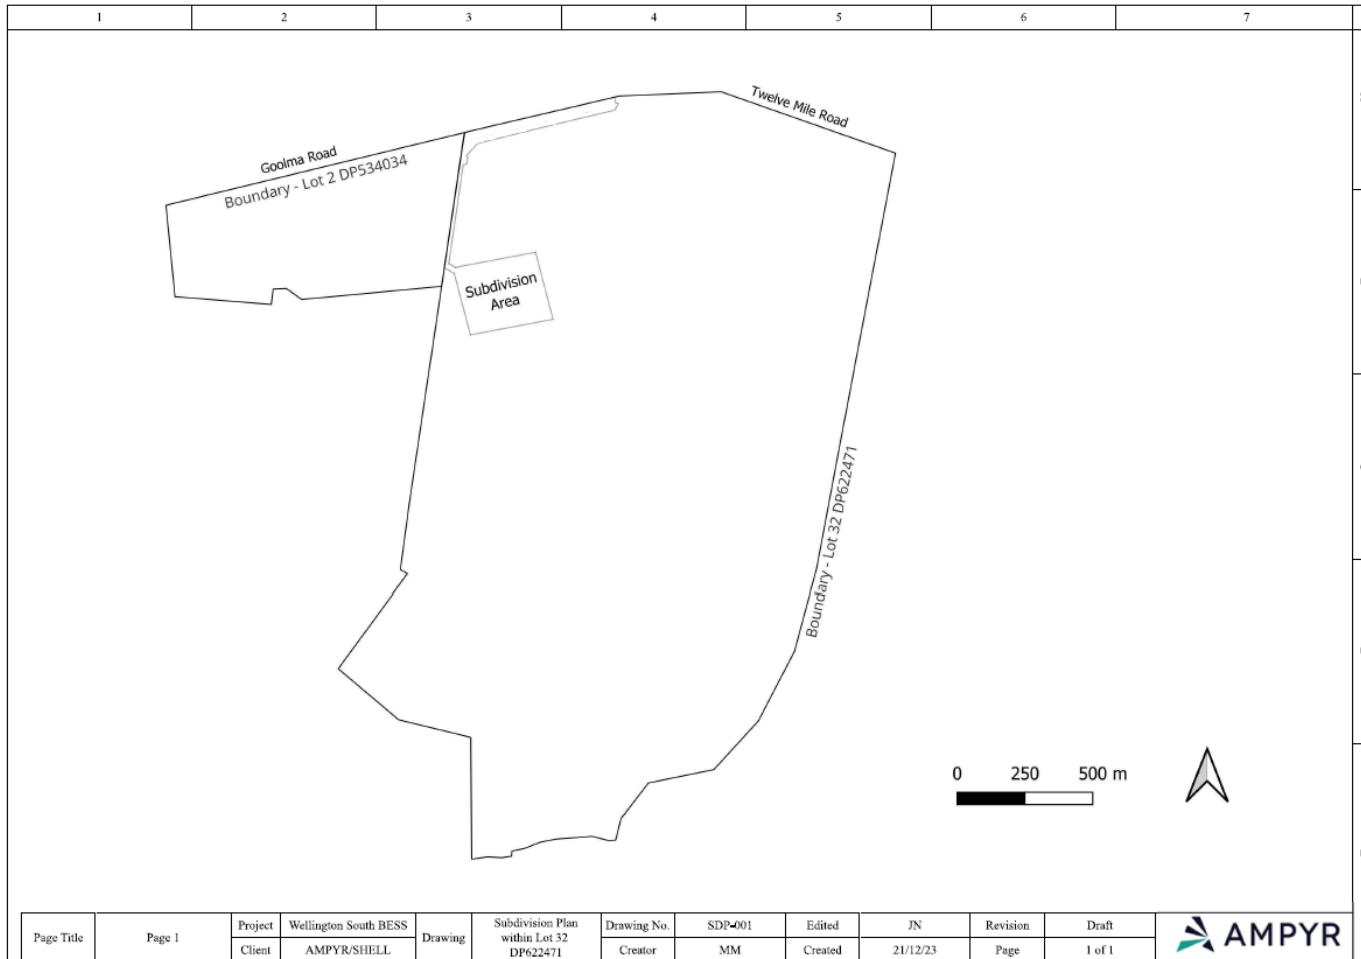 1 2 3 4 5 6 7
Twelve Mile Road
Goolma Road
Boundary - Lot 2 DP534034
Subdivision
Area
Boundary - Lot 32 DP622471
0 250 500 m
Page Title
Page 1
Project
Wellington South BESS
Client
AMPYR/SHELL
Drawing
Subdivision Plan
within Lot 32
DP622471
Drawing No.
SDP-001
Creator
MM
Edited
JN
Created
21/12/23
Revision
Draft
Page
1 of 1
AMPYR